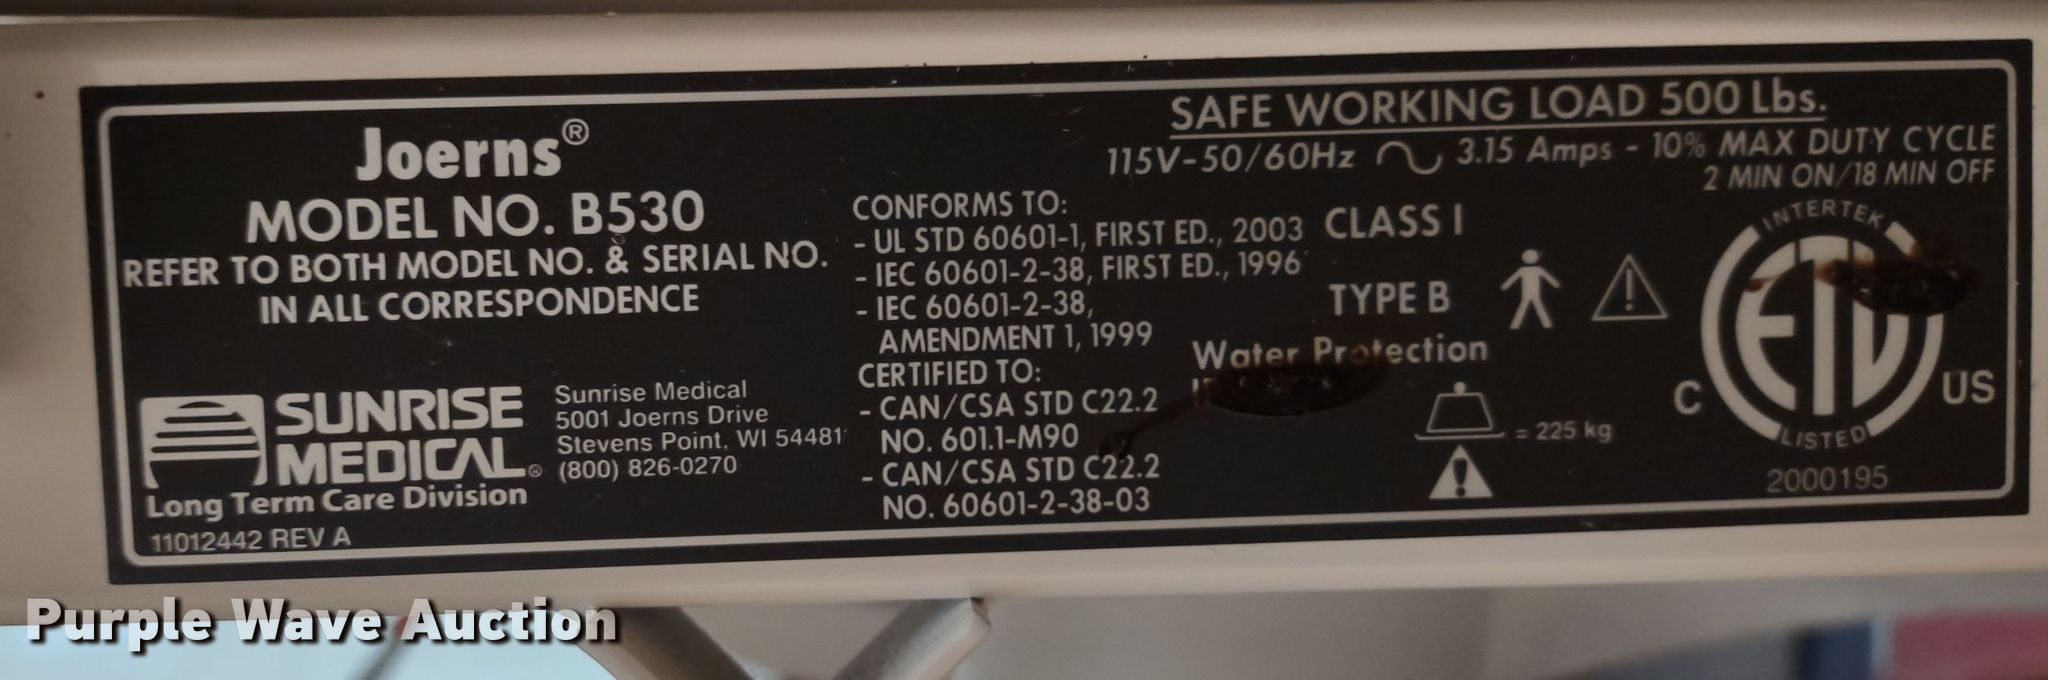 Joerns®
MODEL NO. B530
REFER TO BOTH MODEL NO. & SERIAL NO.
IN ALL CORRESPONDENCE
SUNRISE
MEDICAL®
Long Term Care Division
11012442 REV A
Sunrise Medical
5001 Joerns Drive
Stevens Point, WI 54481
(800) 826-0270
CONFORMS TO:
- UL STD 60601-1, FIRST ED., 2003
- IEC 60601-2-38, FIRST ED., 1996
- IEC 60601-2-38,
AMENDMENT 1, 1999
CERTIFIED TO:
- CAN/CSA STD C22.2
NO. 601.1-M90
- CAN/CSA STD C22.2
NO. 60601-2-38-03
SAFE WORKING LOAD 500 Lbs.
115V-50/60Hz 3.15 Amps - 10% MAX DUTY CYCLE
2 MIN ON/18 MIN OFF
CLASS I
TYPE B
Water Protection
= 225 kg
INTERTEK
ETL
C US
LISTED
2000195
Purple Wave Auction